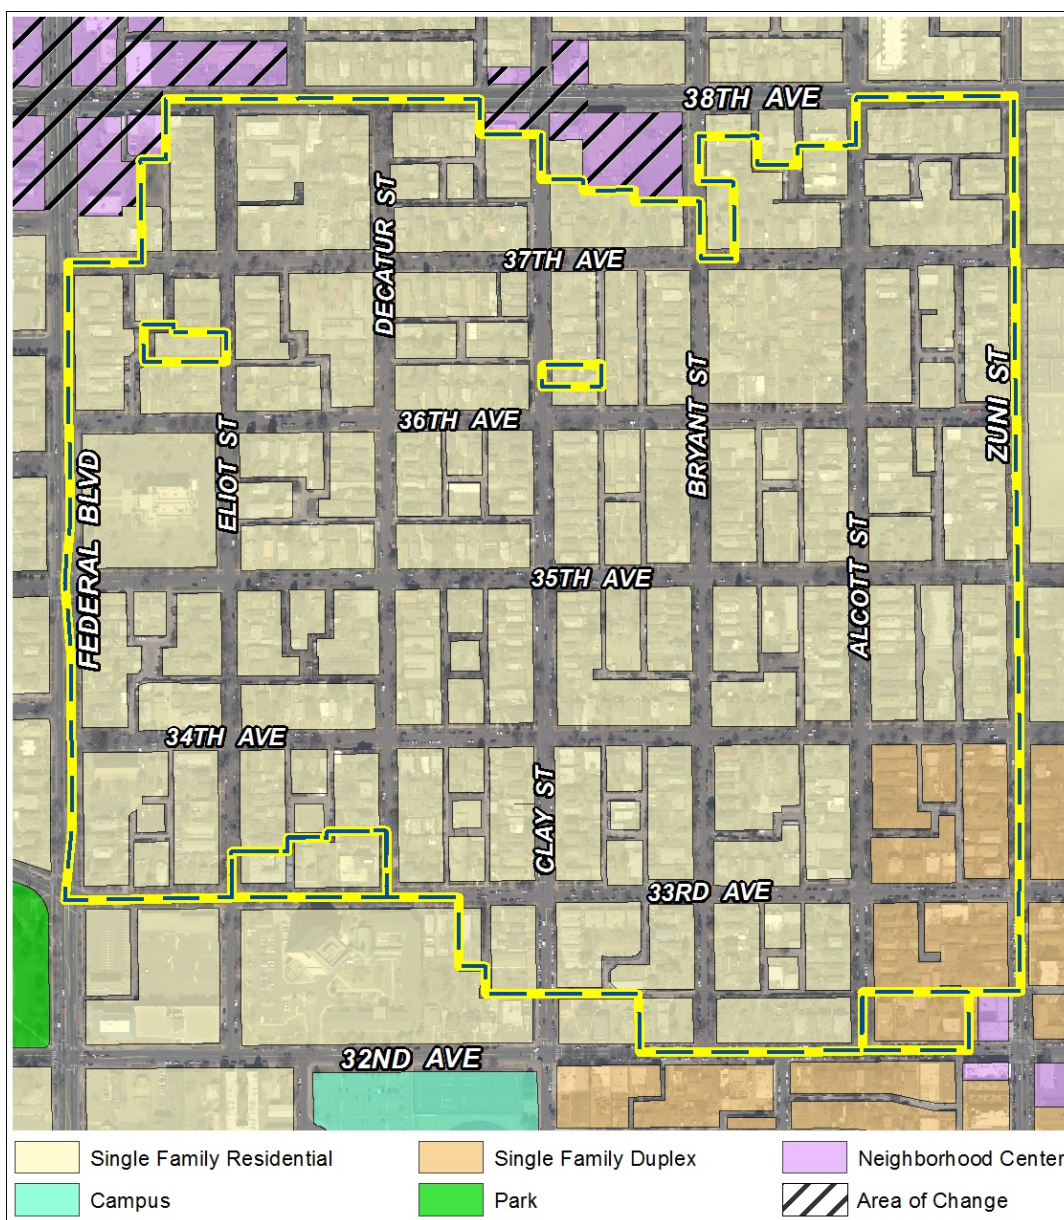 38TH AVE
DECATUR ST
37TH AVE
BRYANT ST
ZUNI ST
36TH AVE
ELIOT ST
FEDERAL BLVD
ALCOTT ST
35TH AVE
34TH AVE
CLAY ST
33RD AVE
32ND AVE
Single Family Residential
Single Family Duplex
Neighborhood Center
Campus
Park
Area of Change